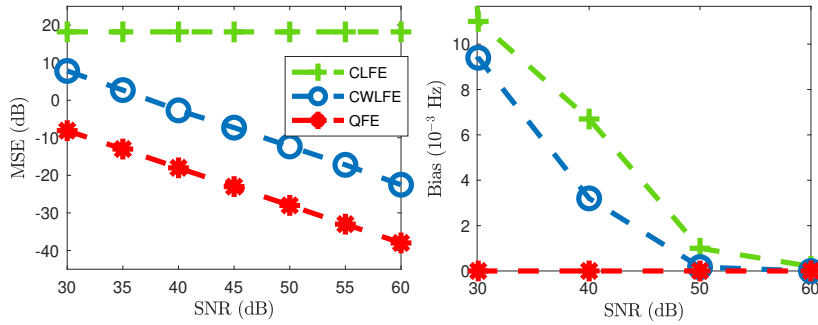 MSE (dB)
20
10
0
-10
-20
-30
-40
30 35 40 45 50 55 60
SNR (dB)
CLFE
CWLFE
QFE
Bias (10⁻³ Hz)
10
8
6
4
2
0
30 40 50 60
SNR (dB)